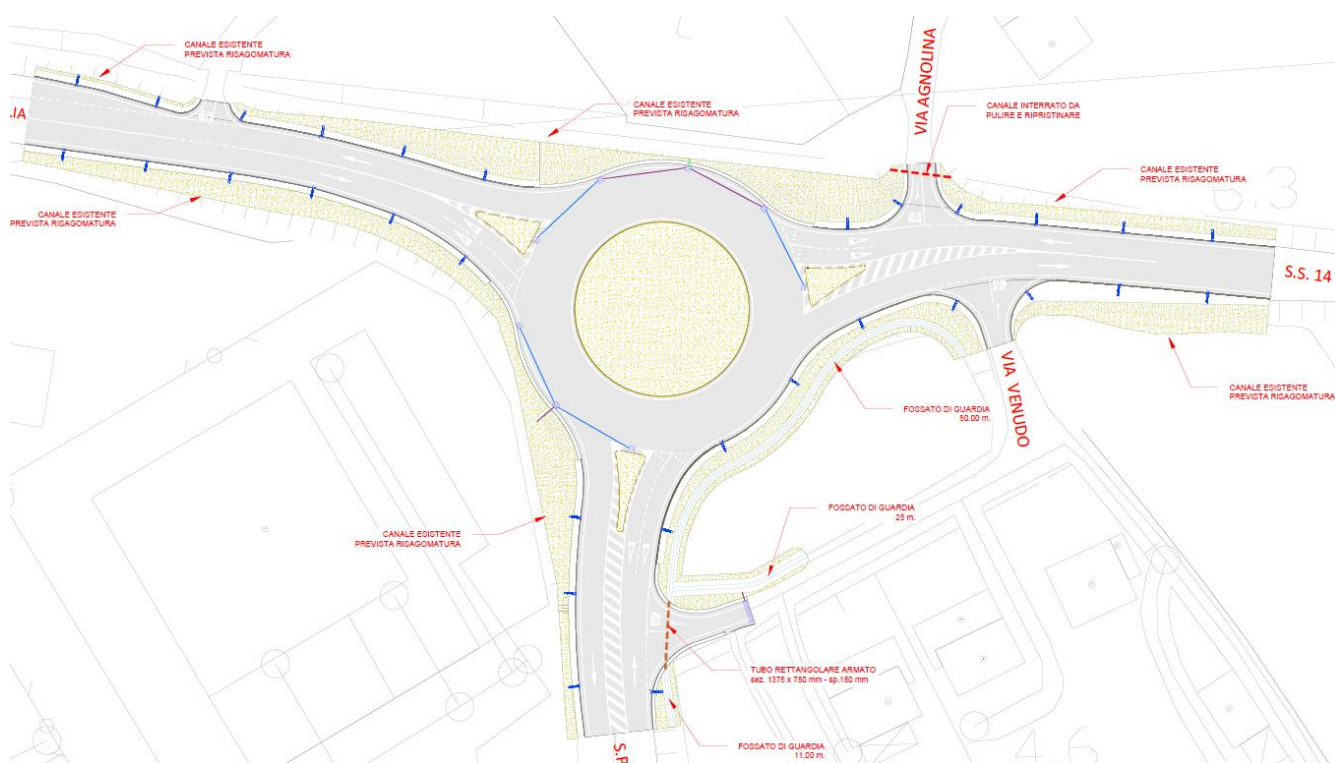 CANALE ESISTENTE
PREVISTA RISAGOMATURA
CANALE ESISTENTE
PREVISTA RISAGOMATURA
VIA AGNOLINA
CANALE INTERRATO DA
PULIRE E RIPRISTINARE
LIA
CANALE ESISTENTE
PREVISTA RISAGOMATURA
CANALE ESISTENTE
PREVISTA RISAGOMATURA
S.S. 14
VIA VENUDO
CANALE ESISTENTE
PREVISTA RISAGOMATURA
FOSSATO DI GUARDIA
50.00 m.
FOSSATO DI GUARDIA
25 m.
CANALE ESISTENTE
PREVISTA RISAGOMATURA
TUBO RETTANGOLARE ARMATO
sez. 1375 x 750 mm - sp.150 mm
S.P
FOSSATO DI GUARDIA
11.00 m.